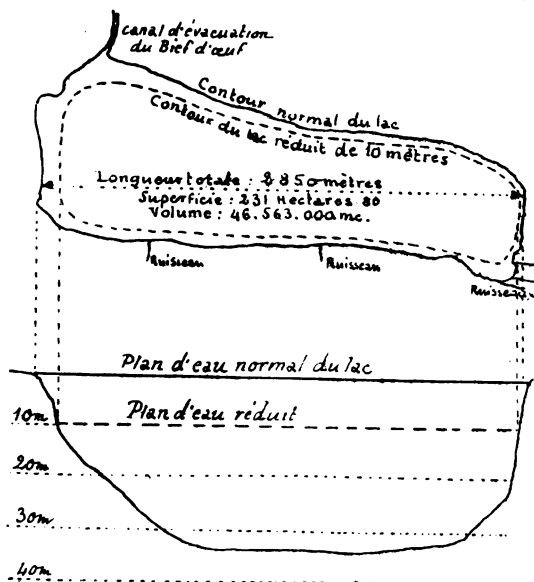 Canal d'évacuation
du Bief d'œuf
Contour normal du lac
Contour du lac réduit de 10 mètres
Longueur totale : 2850 mètres
Superficie : 231 Hectares 80
Volume : 46.563.000 mc.
Ruisseau
Ruisseau
Ruisseau
Plan d'eau normal du lac
10m
Plan d'eau réduit
20m
30m
40m